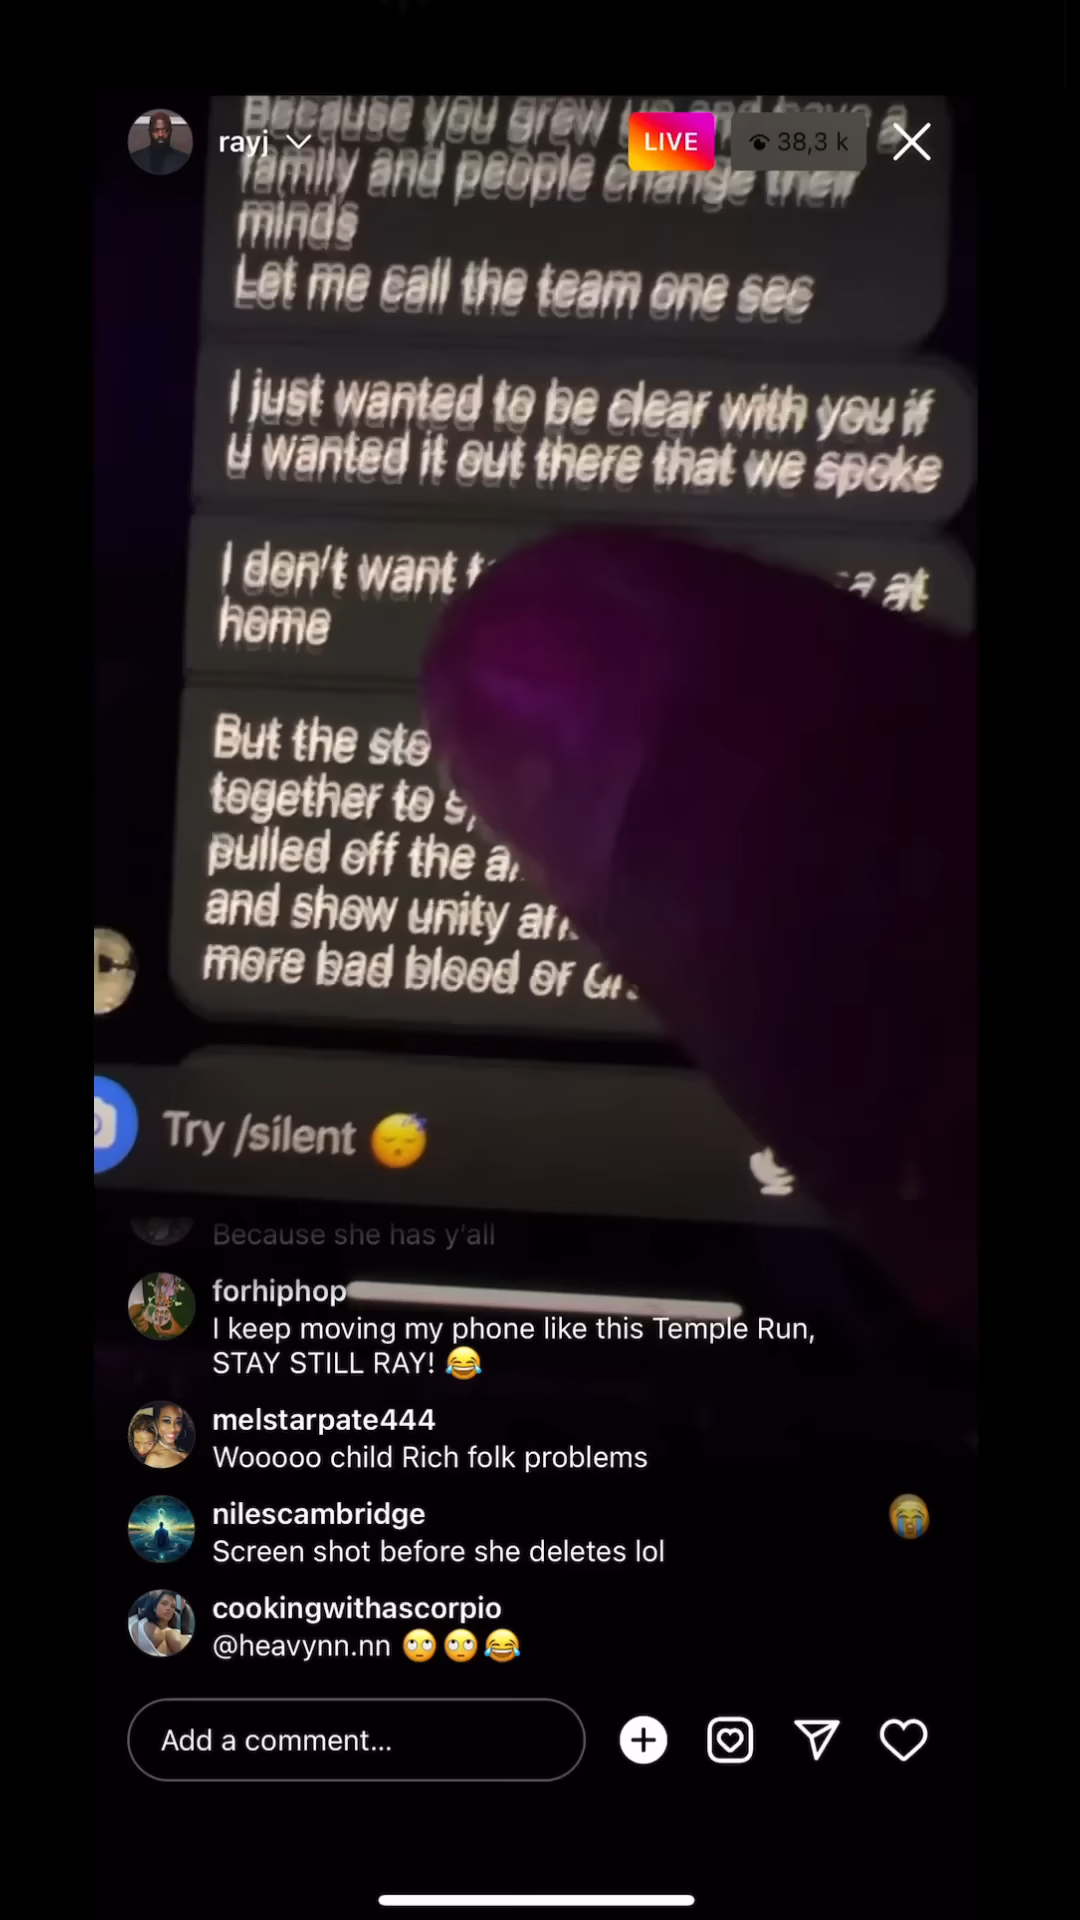 Because you grew up and have a
rayj
LIVE
38,3 k
family and people change their
minds
Let me call the team one sec
I just wanted to be clear with you if
u wanted it out there that we spoke
I don't want at
home
But the
together to
pulled off the
and show unity
more bad blood or
Try /silent 😴
Because she has y'all
forhiphop
I keep moving my phone like this Temple Run,
STAY STILL RAY! 😂
melstarpate444
Wooooo child Rich folk problems
nilescambridge
Screen shot before she deletes lol
cookingwithascorpio
@heavynn.nn 🙄 🙄 😂
Add a comment...